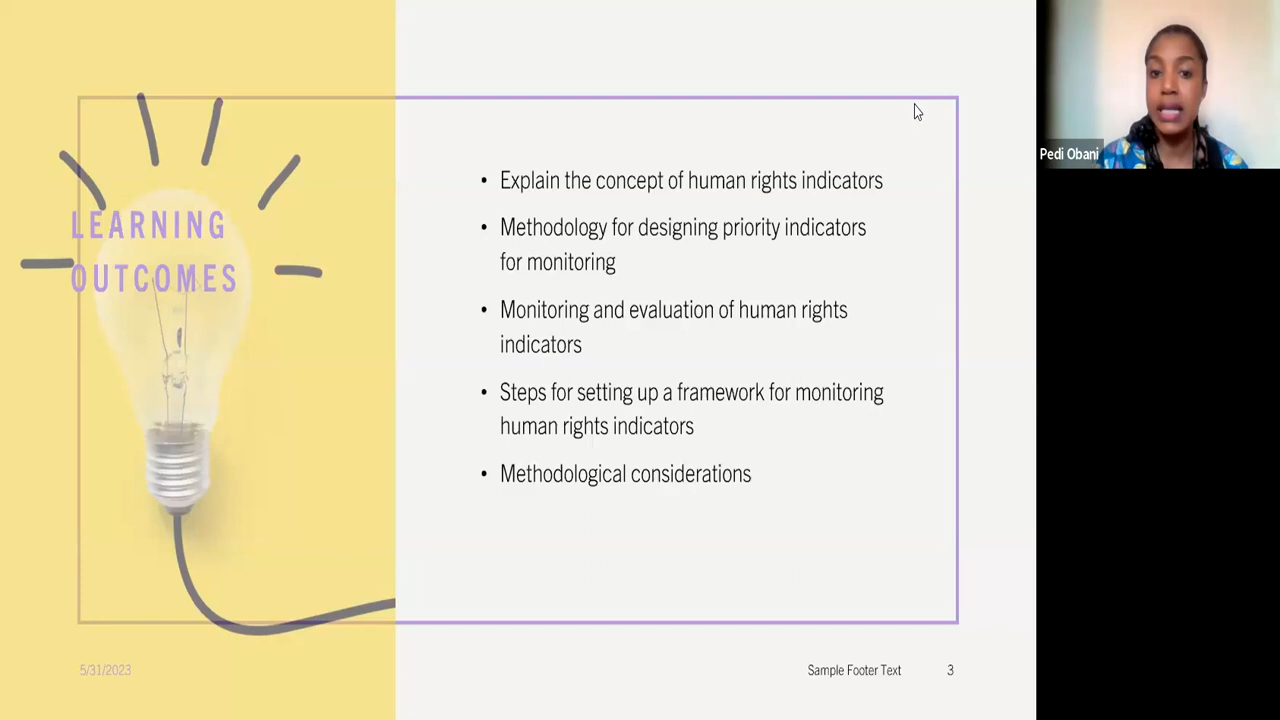 LEARNING
OUTCOMES
• Explain the concept of human rights indicators
• Methodology for designing priority indicators
for monitoring
• Monitoring and evaluation of human rights
indicators
• Steps for setting up a framework for monitoring
human rights indicators
• Methodological considerations
5/31/2023
Sample Footer Text
3
Pedi Obani